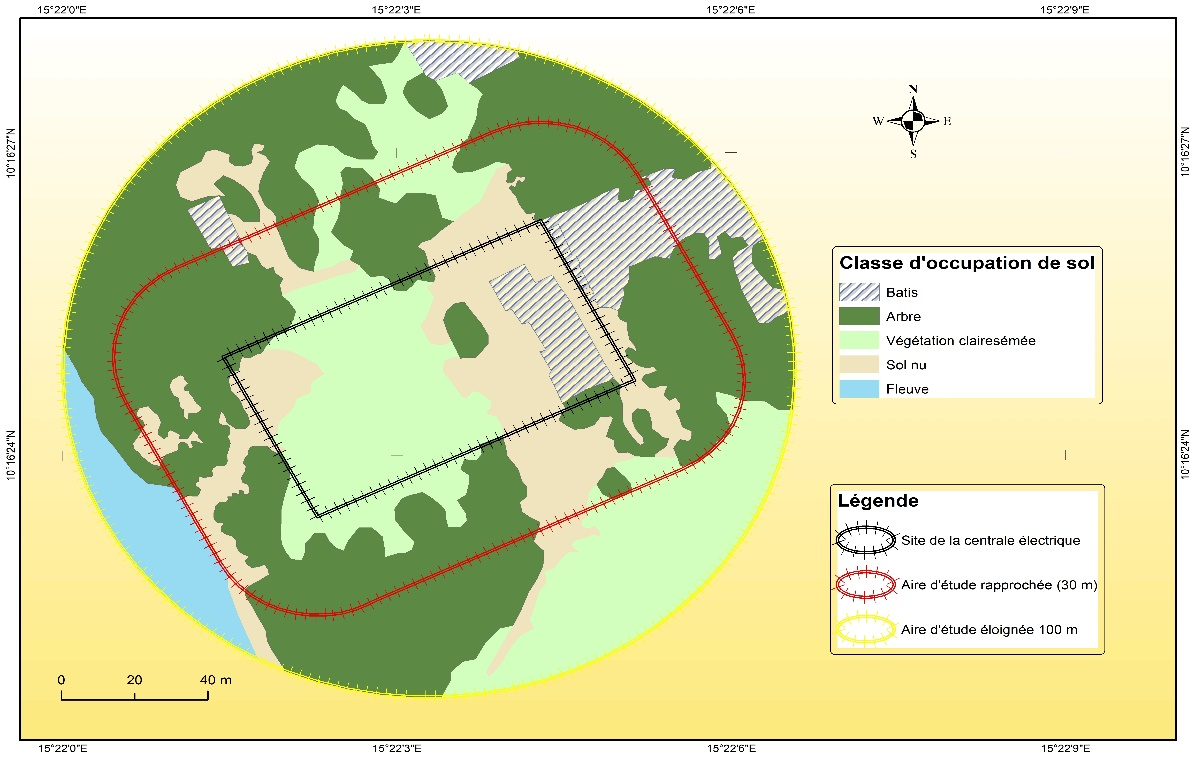 15°22'0"E 15°22'3"E 15°22'6"E 15°22'9"E
10°16'27"N 10°16'27"N
N
W E
S
Classe d'occupation de sol
Batis
Arbre
Végétation clairesémée
Sol nu
Fleuve
10°16'24"N 10°16'24"N
Légende
Site de la centrale électrique
Aire d'étude rapprochée (30 m)
Aire d'étude éloignée 100 m
0 20 40 m
15°22'0"E 15°22'3"E 15°22'6"E 15°22'9"E